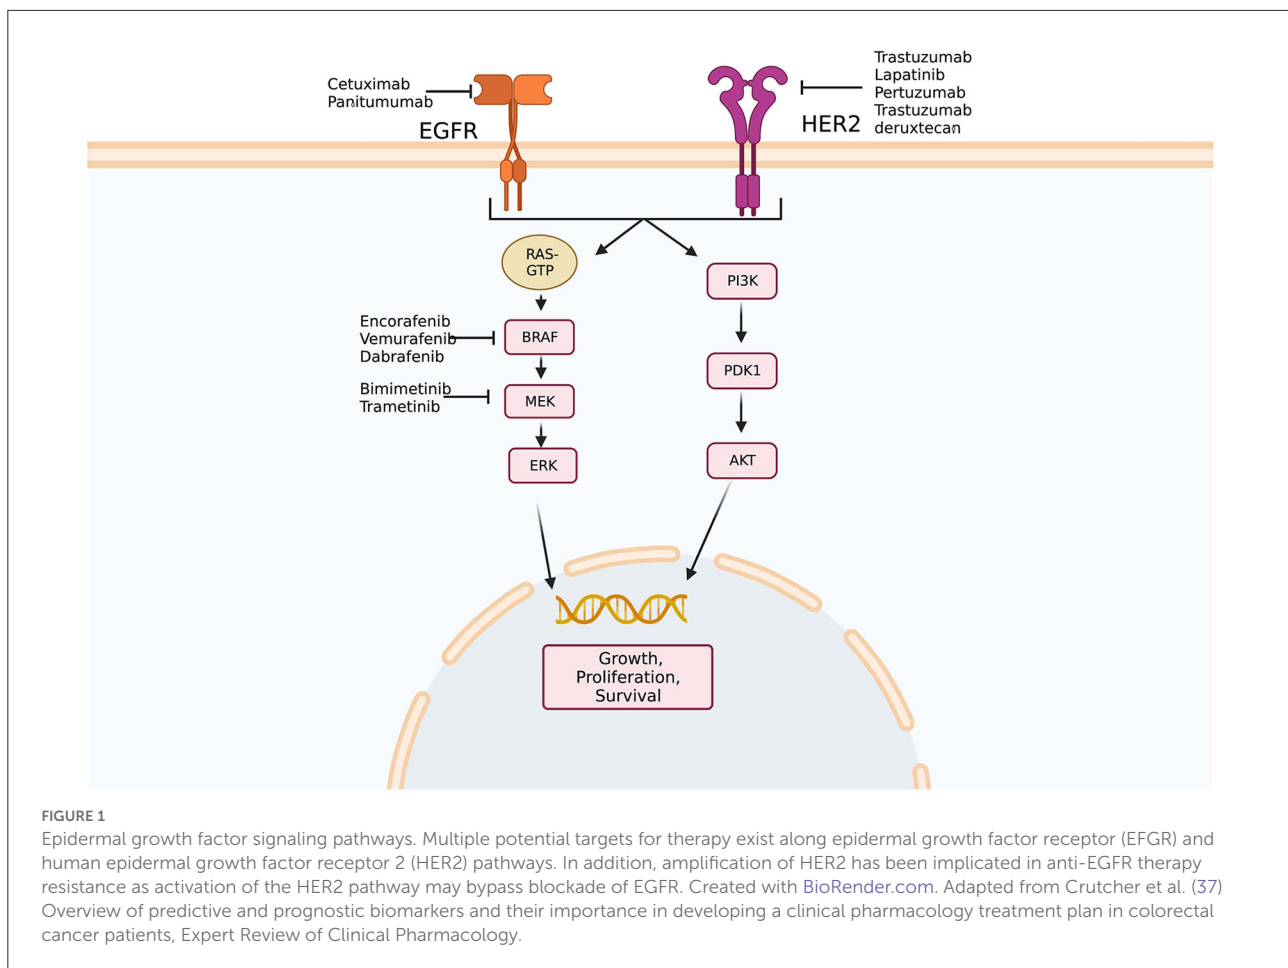 Cetuximab
Panitumumab
EGFR
Trastuzumab
Lapatinib
Pertuzumab
Trastuzumab
deruxtecan
HER2
RAS-
GTP
PI3K
Encorafenib
Vemurafenib
Dabrafenib
BRAF
PDK1
Bimimetinib
Trametinib
MEK
ERK
AKT
Growth,
Proliferation,
Survival
FIGURE 1
Epidermal growth factor signaling pathways. Multiple potential targets for therapy exist along epidermal growth factor receptor (EFGR) and
human epidermal growth factor receptor 2 (HER2) pathways. In addition, amplification of HER2 has been implicated in anti-EGFR therapy
resistance as activation of the HER2 pathway may bypass blockade of EGFR. Created with BioRender.com. Adapted from Crutcher et al. (37)
Overview of predictive and prognostic biomarkers and their importance in developing a clinical pharmacology treatment plan in colorectal
cancer patients, Expert Review of Clinical Pharmacology.